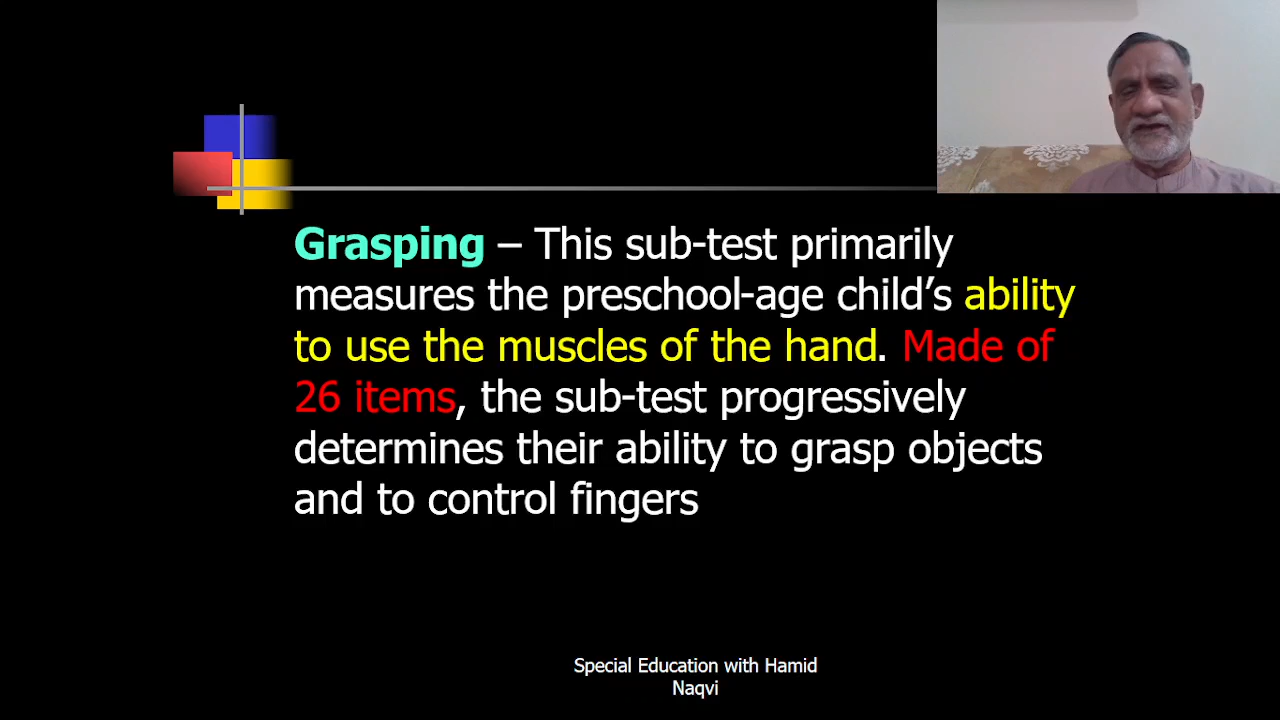 Grasping – This sub-test primarily
measures the preschool-age child’s ability
to use the muscles of the hand. Made of
26 items, the sub-test progressively
determines their ability to grasp objects
and to control fingers
Special Education with Hamid
Naqvi